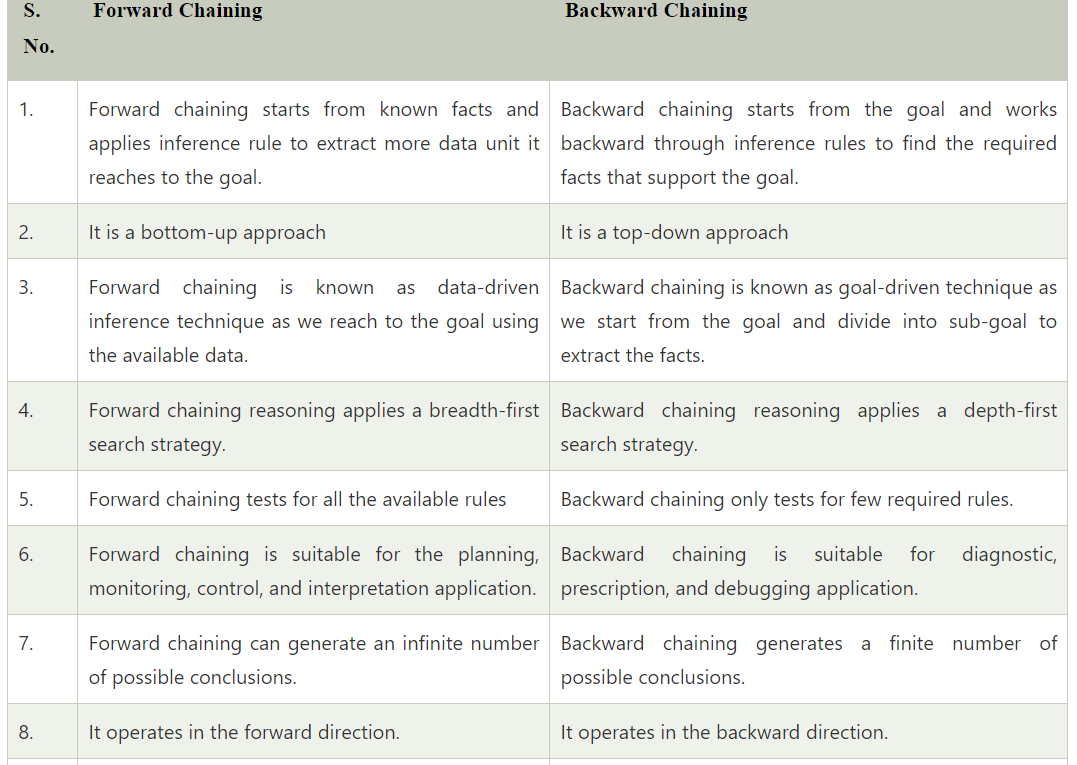 S.
No.
Forward Chaining
Backward Chaining
1.
Forward chaining starts from known facts and
applies inference rule to extract more data unit it
reaches to the goal.
Backward chaining starts from the goal and works
backward through inference rules to find the required
facts that support the goal.
2.
It is a bottom-up approach
It is a top-down approach
3.
Forward chaining is known as data-driven
inference technique as we reach to the goal using
the available data.
Backward chaining is known as goal-driven technique as
we start from the goal and divide into sub-goal to
extract the facts.
4.
Forward chaining reasoning applies a breadth-first
search strategy.
Backward chaining reasoning applies a depth-first
search strategy.
5.
Forward chaining tests for all the available rules
Backward chaining only tests for few required rules.
6.
Forward chaining is suitable for the planning,
monitoring, control, and interpretation application.
Backward chaining is suitable for diagnostic,
prescription, and debugging application.
7.
Forward chaining can generate an infinite number
of possible conclusions.
Backward chaining generates a finite number of
possible conclusions.
8.
It operates in the forward direction.
It operates in the backward direction.